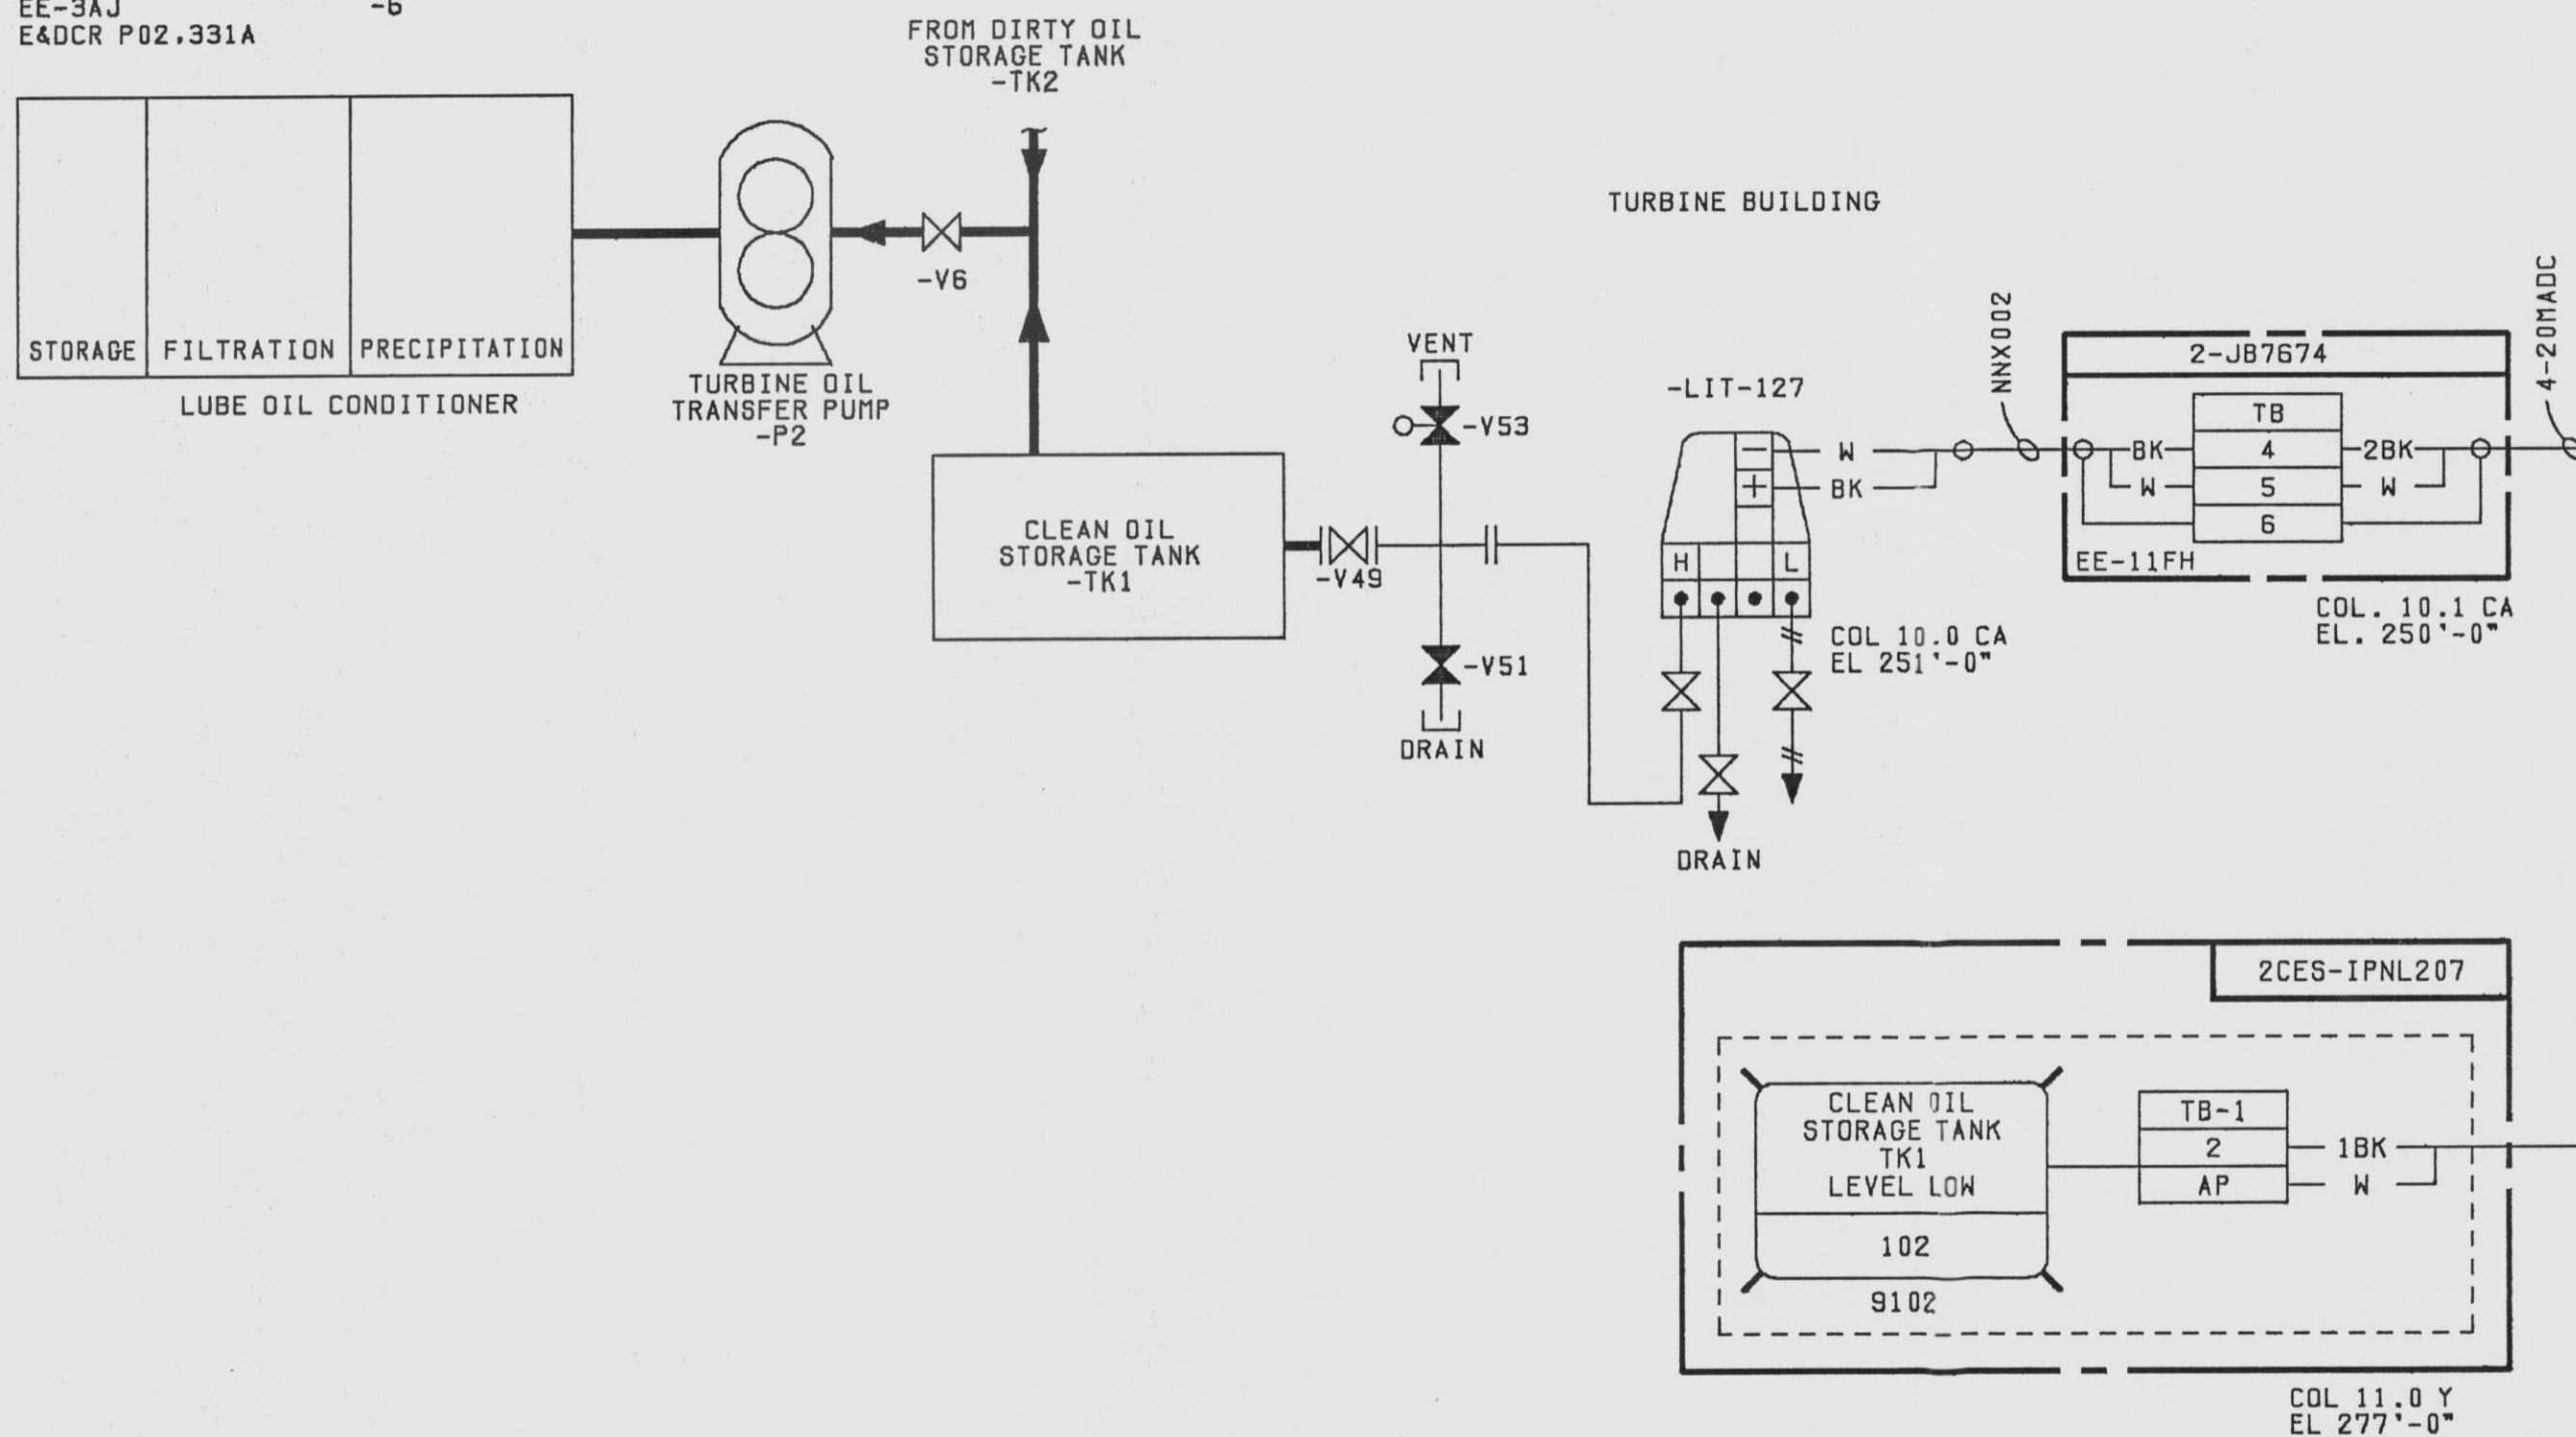 EE-3AJ -6
E&DCR P02,331A
FROM DIRTY OIL
STORAGE TANK
-TK2
STORAGE
FILTRATION
PRECIPITATION
LUBE OIL CONDITIONER
TURBINE OIL
TRANSFER PUMP
-P2
-V6
TURBINE BUILDING
CLEAN OIL
STORAGE TANK
-TK1
-V49
VENT
-V53
-V51
DRAIN
-LIT-127
-
+
W
BK
H
L
COL 10.0 CA
EL 251'-0"
DRAIN
NNX002
2-JB7674
TB
BK 4 2BK
W 5 W
6
EE-11FH
COL. 10.1 CA
EL. 250'-0"
4-20MADC
2CES-IPNL207
CLEAN OIL
STORAGE TANK
TK1
LEVEL LOW
102
9102
TB-1
2 1BK
AP W
COL 11.0 Y
EL 277'-0"